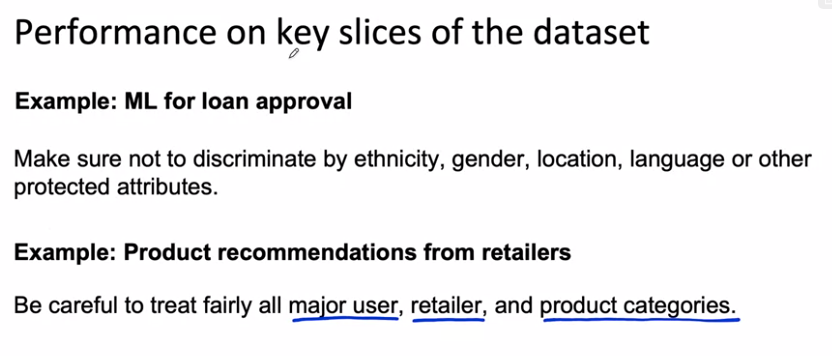 Performance on key slices of the dataset
Example: ML for loan approval
Make sure not to discriminate by ethnicity, gender, location, language or other
protected attributes.
Example: Product recommendations from retailers
Be careful to treat fairly all major user, retailer, and product categories.